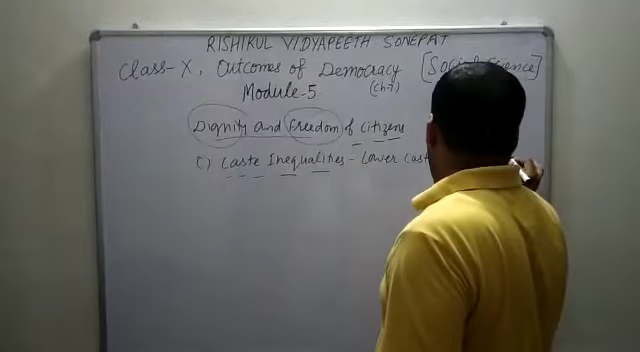 RISHIKUL VIDYAPEETH SONEPAT
Class-X, Outcomes of Democracy [Social Science]
Module-5 (Ch-7)
Dignity and Freedom of Citizens
C) Caste Inequalities - Lower